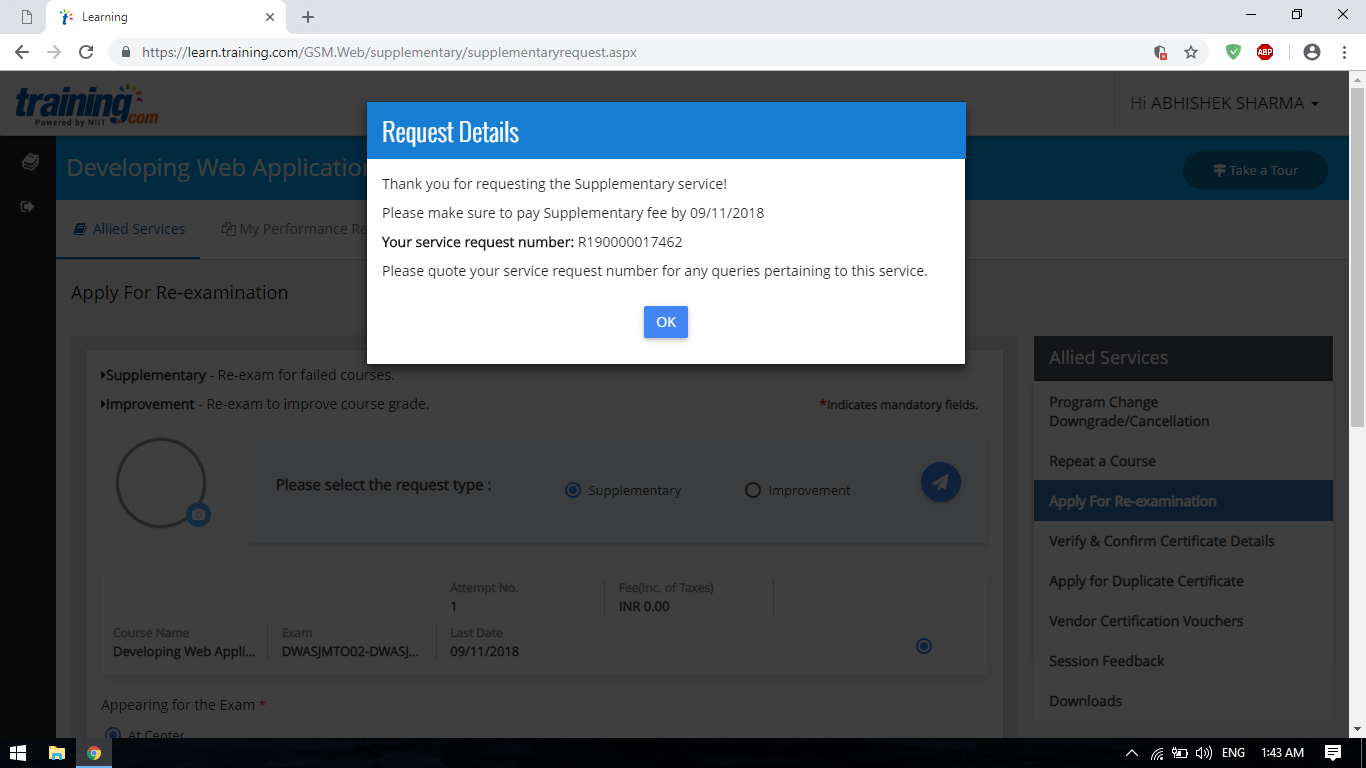 Learning
https://learn.training.com/GSM.Web/supplementary/supplementaryrequest.aspx
ABP
training.com
Powered by NIIT
Hi ABHISHEK SHARMA
Developing Web Application
Take a Tour
Allied Services
My Performance Re
Apply For Re-examination
Request Details
Thank you for requesting the Supplementary service!
Please make sure to pay Supplementary fee by 09/11/2018
Your service request number: R190000017462
Please quote your service request number for any queries pertaining to this service.
OK
Supplementary - Re-exam for failed courses.
Improvement - Re-exam to improve course grade.
*Indicates mandatory fields.
Please select the request type :
Supplementary
Improvement
Attempt No.
1
Fee(Inc. of Taxes)
INR 0.00
Course Name
Developing Web Appli...
Exam
DWASJMTO02-DWASJ...
Last Date
09/11/2018
Appearing for the Exam *
At Center
Allied Services
Program Change
Downgrade/Cancellation
Repeat a Course
Apply For Re-examination
Verify & Confirm Certificate Details
Apply for Duplicate Certificate
Vendor Certification Vouchers
Session Feedback
Downloads
ENG
1:43 AM